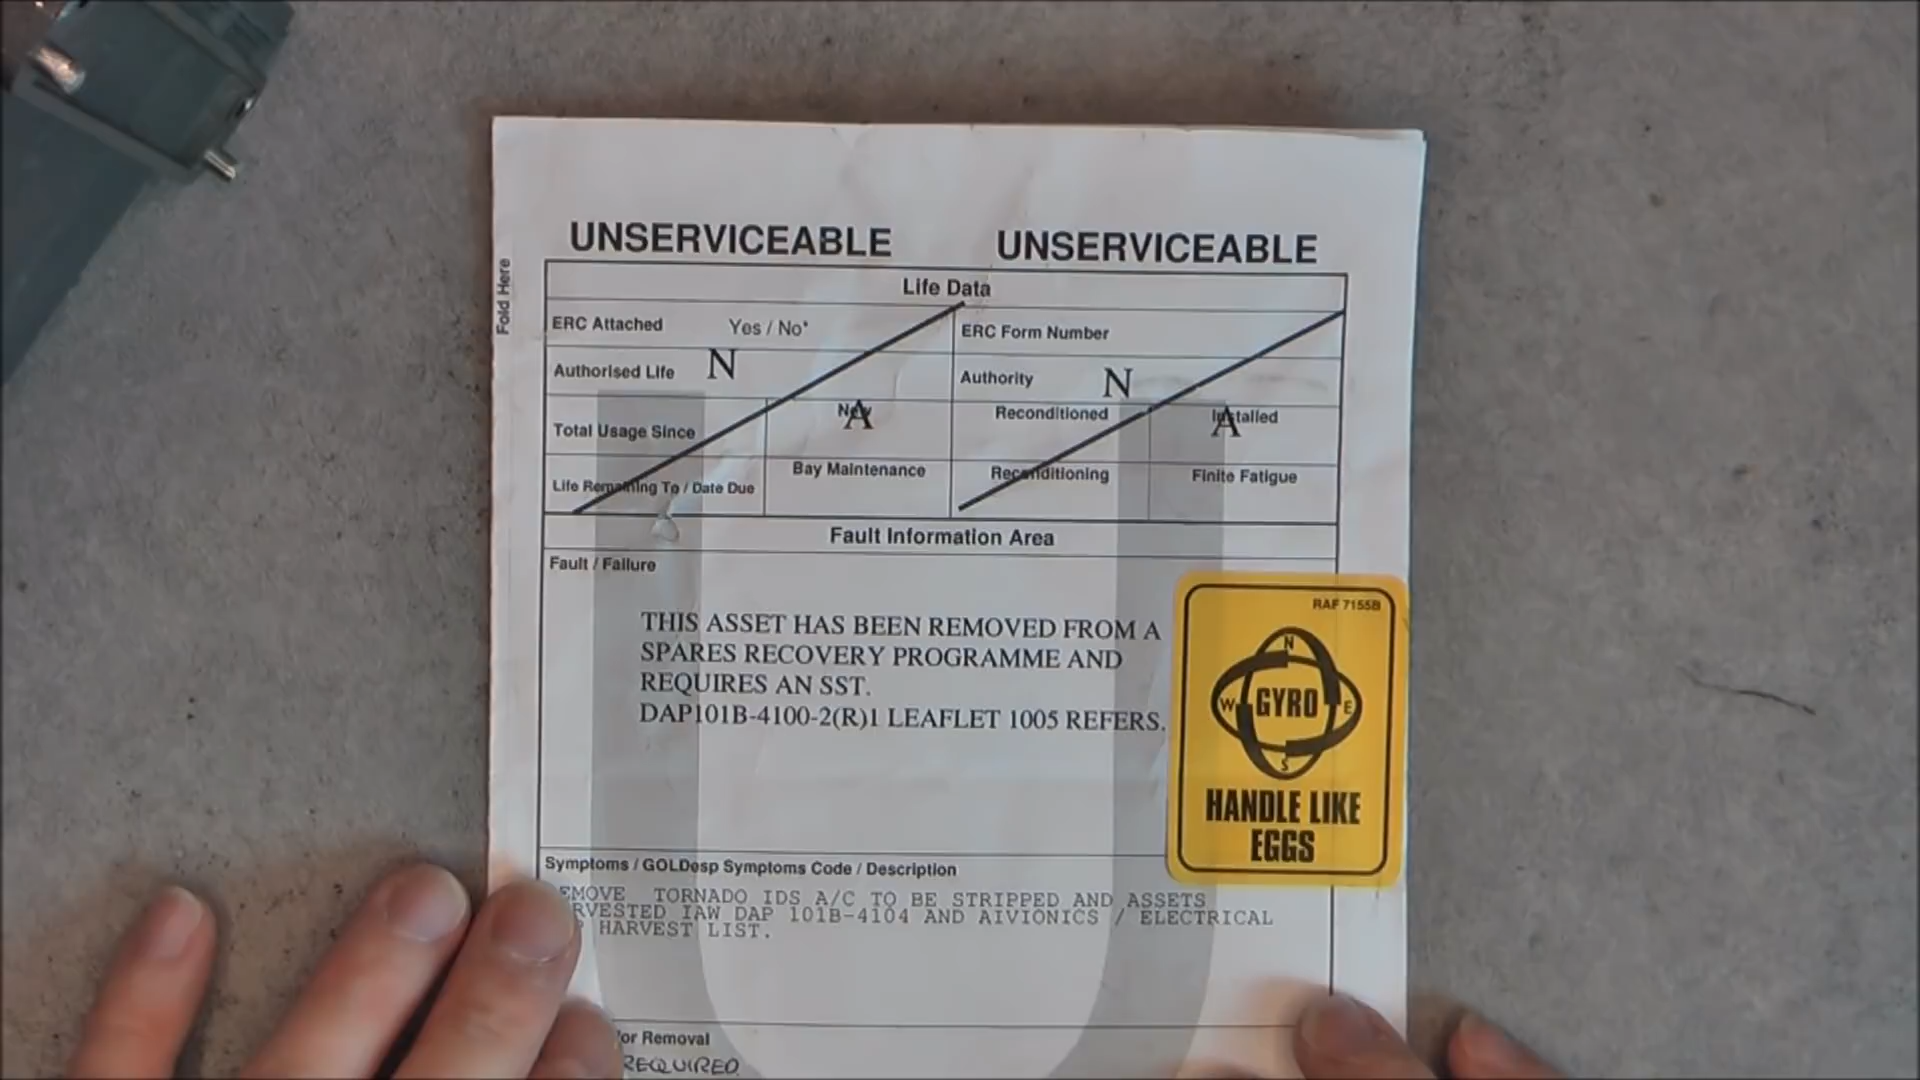 UNSERVICEABLE UNSERVICEABLE
Fold Here
Life Data
ERC Attached Yes / No* ERC Form Number
Authorised Life N Authority N
Total Usage Since New A Reconditioned Installed A
Life Remaining To / Date Due Bay Maintenance Reconditioning Finite Fatigue
Fault Information Area
Fault / Failure
THIS ASSET HAS BEEN REMOVED FROM A
SPARES RECOVERY PROGRAMME AND
REQUIRES AN SST.
DAP101B-4100-2(R)1 LEAFLET 1005 REFERS.
RAF 7155B
N
W GYRO E
S
HANDLE LIKE
EGGS
Symptoms / GOLDesp Symptoms Code / Description
EMOVE TORNADO IDS A/C TO BE STRIPPED AND ASSETS
RVESTED IAW DAP 101B-4104 AND AIVIONICS / ELECTRICAL
HARVEST LIST.
for Removal
REQUIRED